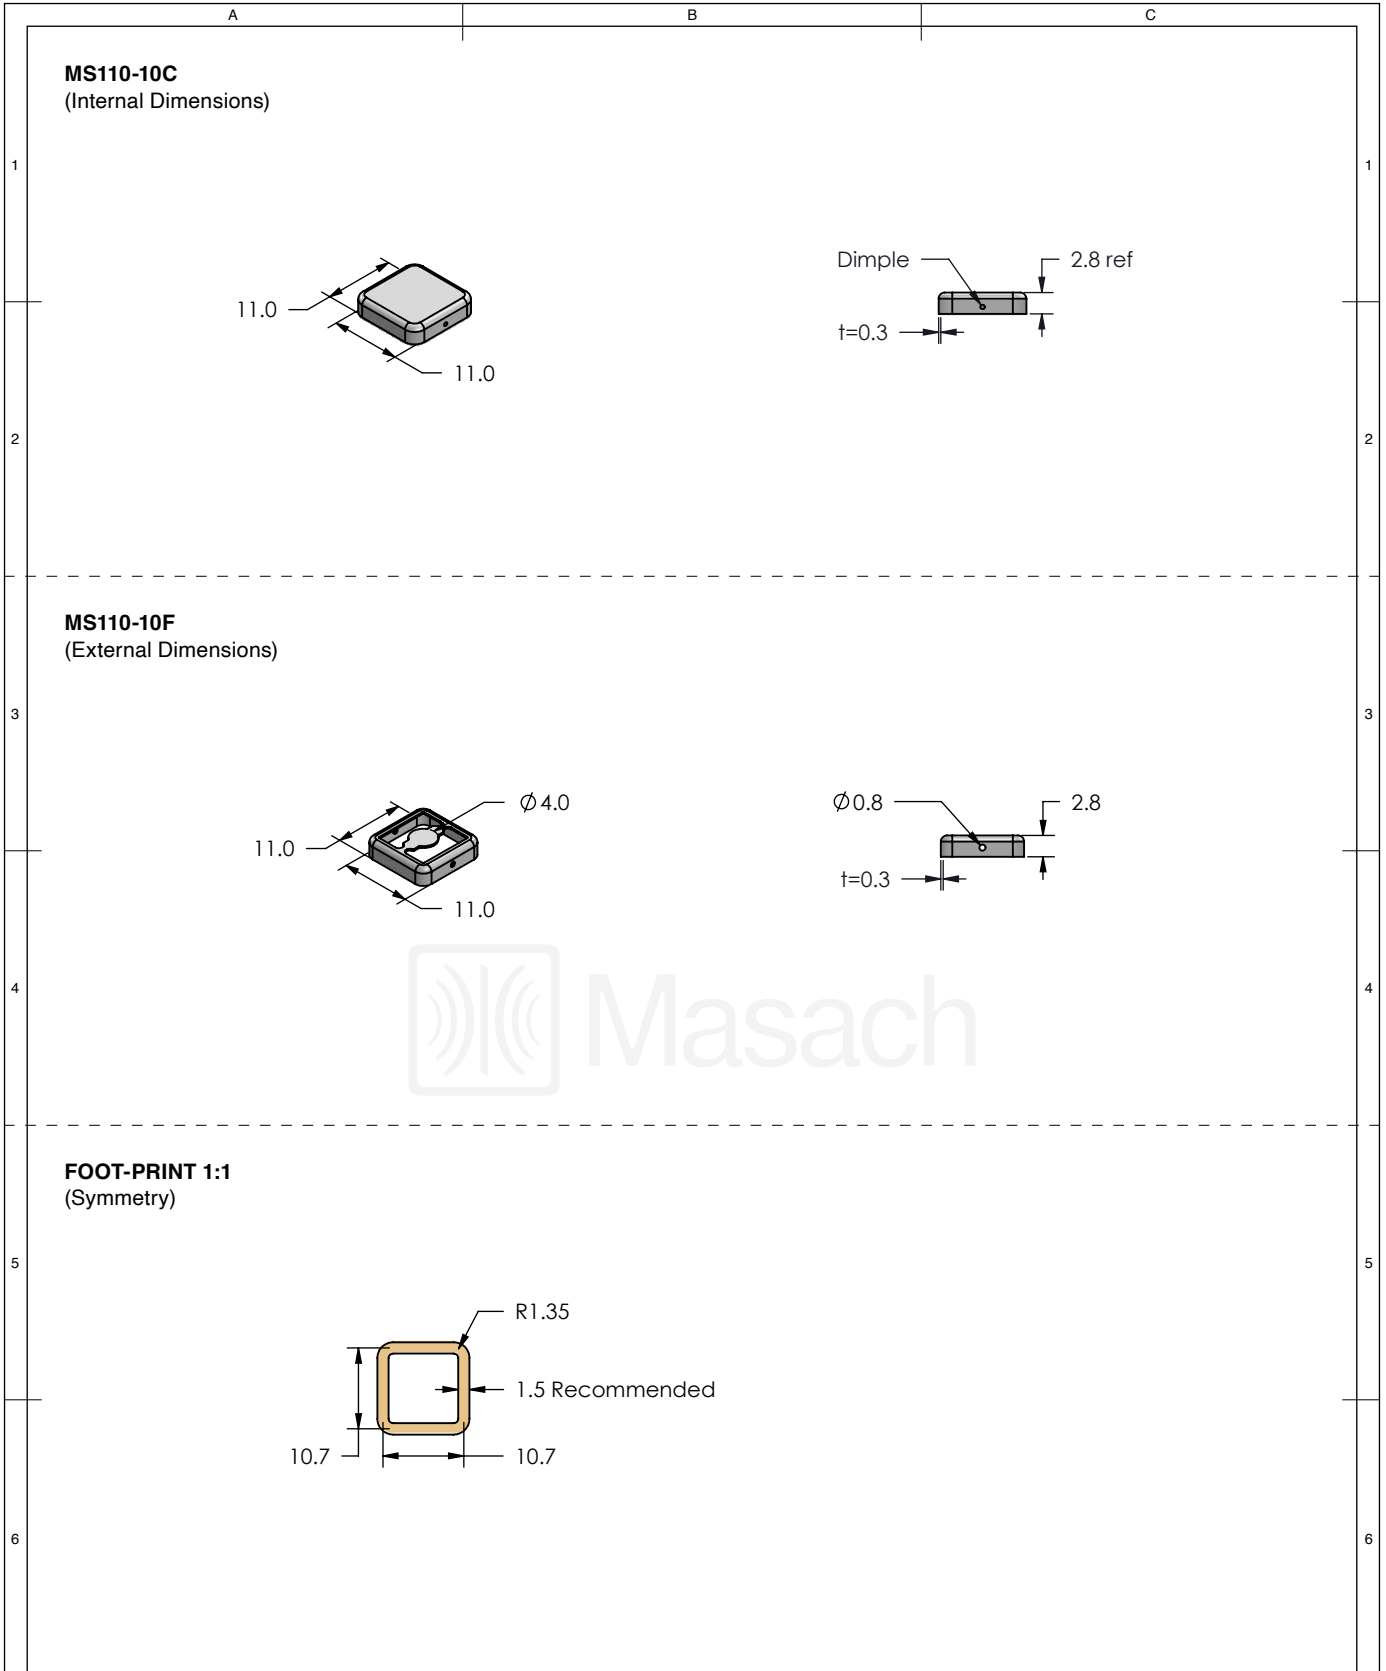 A B C
MS110-10C
(Internal Dimensions)
1 1
Dimple 2.8 ref
11.0
t=0.3
11.0
2 2
MS110-10F
(External Dimensions)
3 3
Ø4.0 Ø0.8 2.8
11.0
t=0.3
11.0
4 Masach 4
FOOT-PRINT 1:1
(Symmetry)
5 5
R1.35
1.5 Recommended
10.7 10.7
6 6